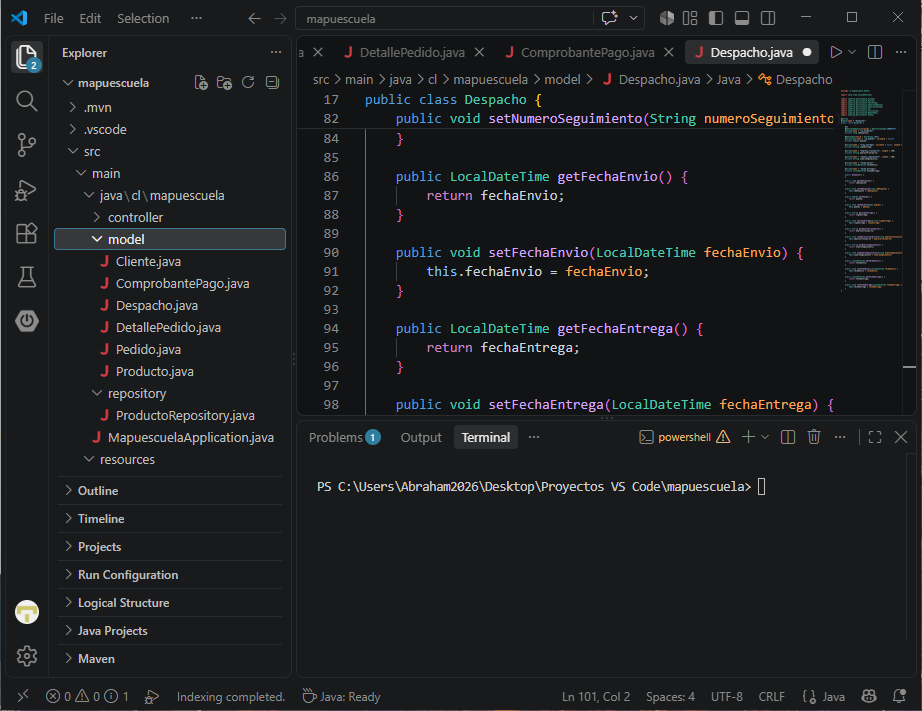 File Edit Selection ··· mapuescuela
Explorer ···
mapuescuela
.mvn
.vscode
src
main
java\cl\mapuescuela
controller
model
Cliente.java
ComprobantePago.java
Despacho.java
DetallePedido.java
Pedido.java
Producto.java
repository
ProductoRepository.java
MapuescuelaApplication.java
resources
Outline
Timeline
Projects
Run Configuration
Logical Structure
Java Projects
Maven
2
a DetallePedido.java ComprobantePago.java Despacho.java
src > main > java > cl > mapuescuela > model > Despacho.java > Java > Despacho
17 public class Despacho {
82 public void setNumeroSeguimiento(String numeroSeguimiento
84 }
85
86 public LocalDateTime getFechaEnvio() {
87 return fechaEnvio;
88 }
89
90 public void setFechaEnvio(LocalDateTime fechaEnvio) {
91 this.fechaEnvio = fechaEnvio;
92 }
93
94 public LocalDateTime getFechaEntrega() {
95 return fechaEntrega;
96 }
97
98 public void setFechaEntrega(LocalDateTime fechaEntrega) {
Problems 1 Output Terminal ··· powershell ···
PS C:\Users\Abraham2026\Desktop\Proyectos VS Code\mapuescuela>
0 0 1 Indexing completed. Java: Ready Ln 101, Col 2 Spaces: 4 UTF-8 CRLF {} Java